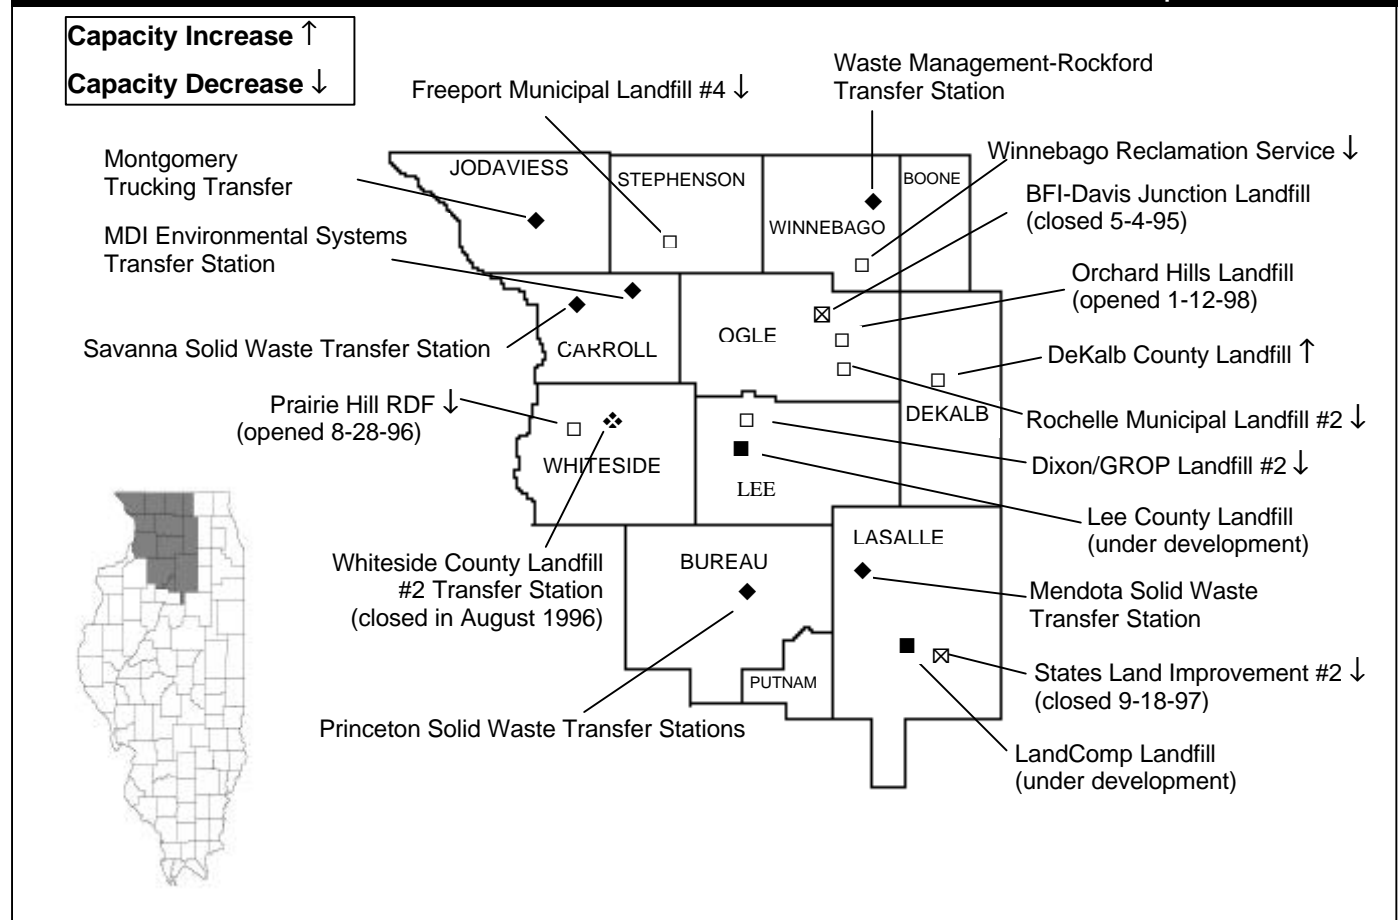 Capacity Increase ↑
Capacity Decrease ↓
Freeport Municipal Landfill #4 ↓
Waste Management-Rockford
Transfer Station
Montgomery
Trucking Transfer
Winnebago Reclamation Service ↓
BFI-Davis Junction Landfill
(closed 5-4-95)
JODAVIESS
STEPHENSON
WINNEBAGO
BOONE
MDI Environmental Systems
Transfer Station
Orchard Hills Landfill
(opened 1-12-98)
Savanna Solid Waste Transfer Station
CARROLL
OGLE
DeKalb County Landfill ↑
Prairie Hill RDF ↓
(opened 8-28-96)
DEKALB
Rochelle Municipal Landfill #2 ↓
WHITESIDE
LEE
Dixon/GROP Landfill #2 ↓
Lee County Landfill
(under development)
Whiteside County Landfill
#2 Transfer Station
(closed in August 1996)
BUREAU
LASALLE
Mendota Solid Waste
Transfer Station
PUTNAM
States Land Improvement #2 ↓
(closed 9-18-97)
Princeton Solid Waste Transfer Stations
LandComp Landfill
(under development)